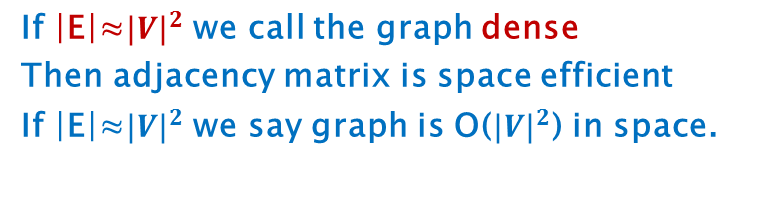 If |E|≈|V|² we call the graph dense
Then adjacency matrix is space efficient
If |E|≈|V|² we say graph is O(|V|²) in space.